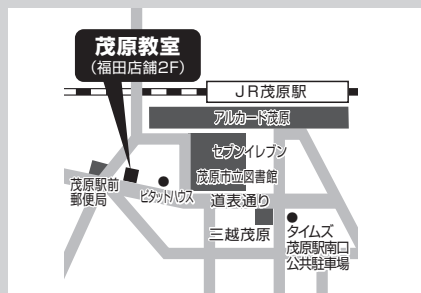 茂原教室
（福田店舗2F）
JR茂原駅
アルカード茂原
セブンイレブン
茂原市立図書館
茂原駅前
郵便局
ピタットハウス
道表通り
三越茂原
タイムズ
茂原駅南口
公共駐車場